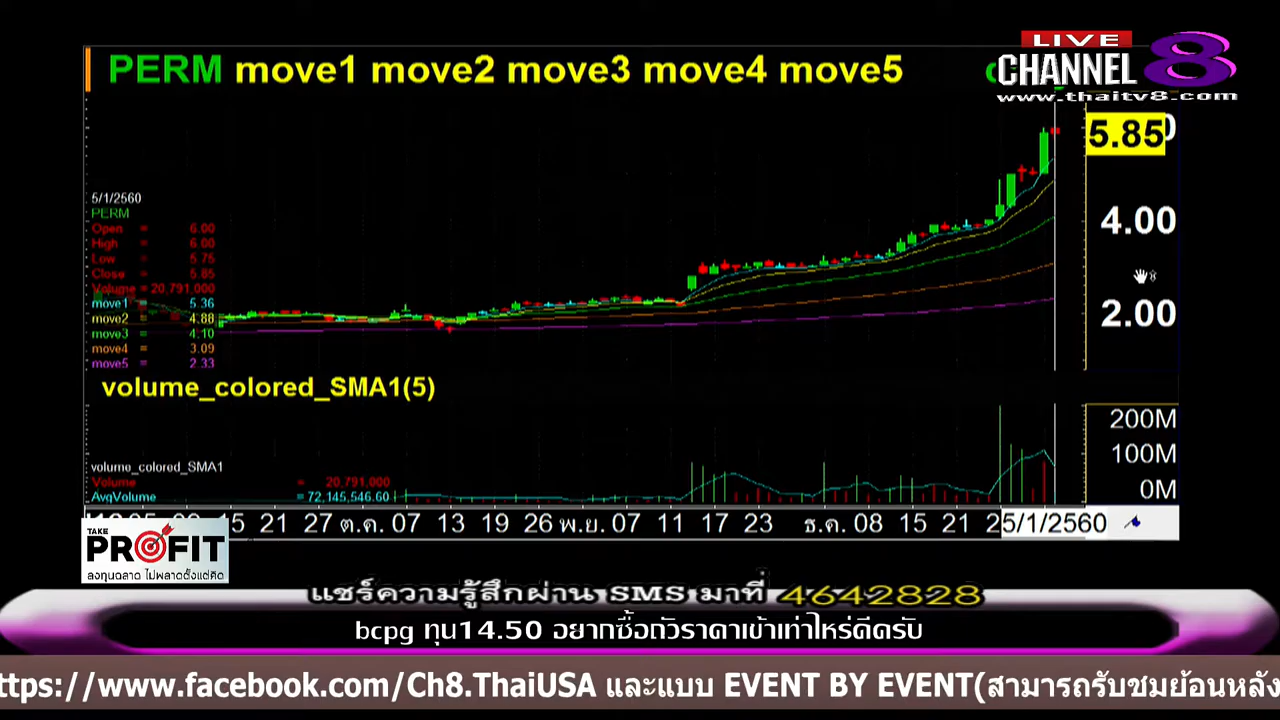 LIVE
CHANNEL 8
www.thaitv8.com
PERM move1 move2 move3 move4 move5
5.85
4.00
2.00
5/1/2560
PERM
Open = 6.00
High = 6.00
Low = 5.75
Close = 5.85
Volume = 20,791,000
move1 = 5.36
move2 = 4.88
move3 = 4.10
move4 = 3.09
move5 = 2.33
volume_colored_SMA1(5)
200M
100M
0M
volume_colored_SMA1
Volume = 20,791,000
AvgVolume = 72,145,546.60
15 21 27 ต.ค. 07 13 19 26 พ.ย. 07 11 17 23 ธ.ค. 08 15 21 25/1/2560
TAKE
PROFIT
ลงทุนฉลาด ไม่พลาดตั้งแต่คิด
แชร์ความรู้สึกผ่าน SMS มาที่ 4642828
bcpg ทุน14.50 อยากซื้อถัวราคาเข้าเท่าไหร่ดีครับ
ttps://www.facebook.com/Ch8.ThaiUSA และแบบ EVENT BY EVENT(สามารถรับชมย้อนหลัง